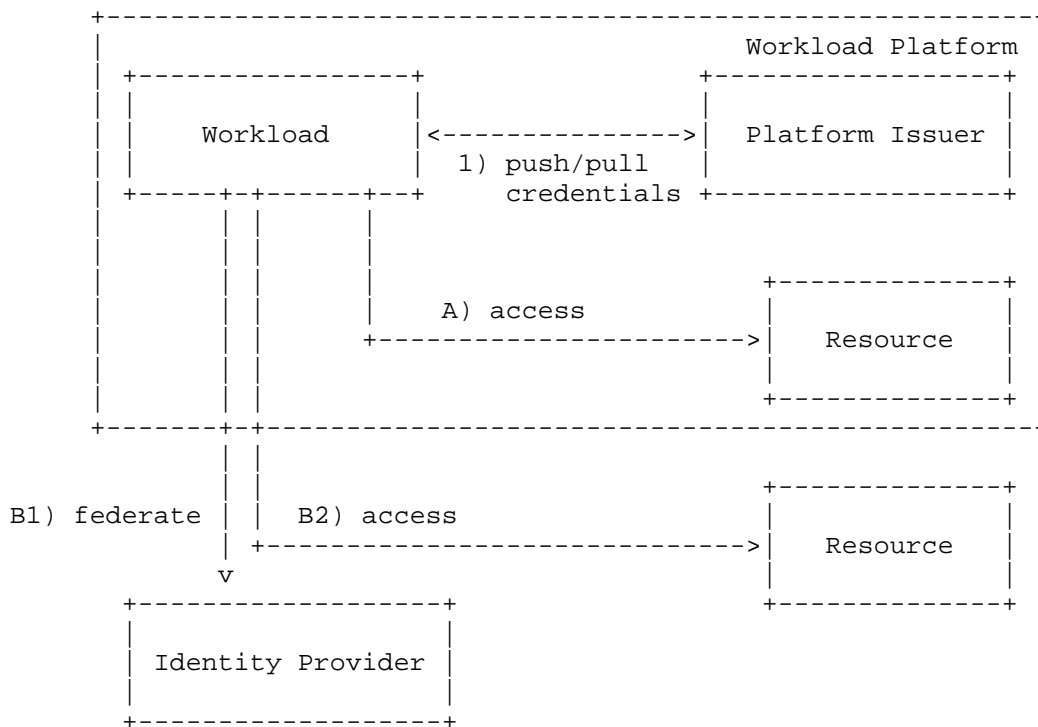 Workload Platform
Workload
Platform Issuer
1) push/pull
credentials
A) access
Resource
B1) federate
B2) access
Resource
Identity Provider